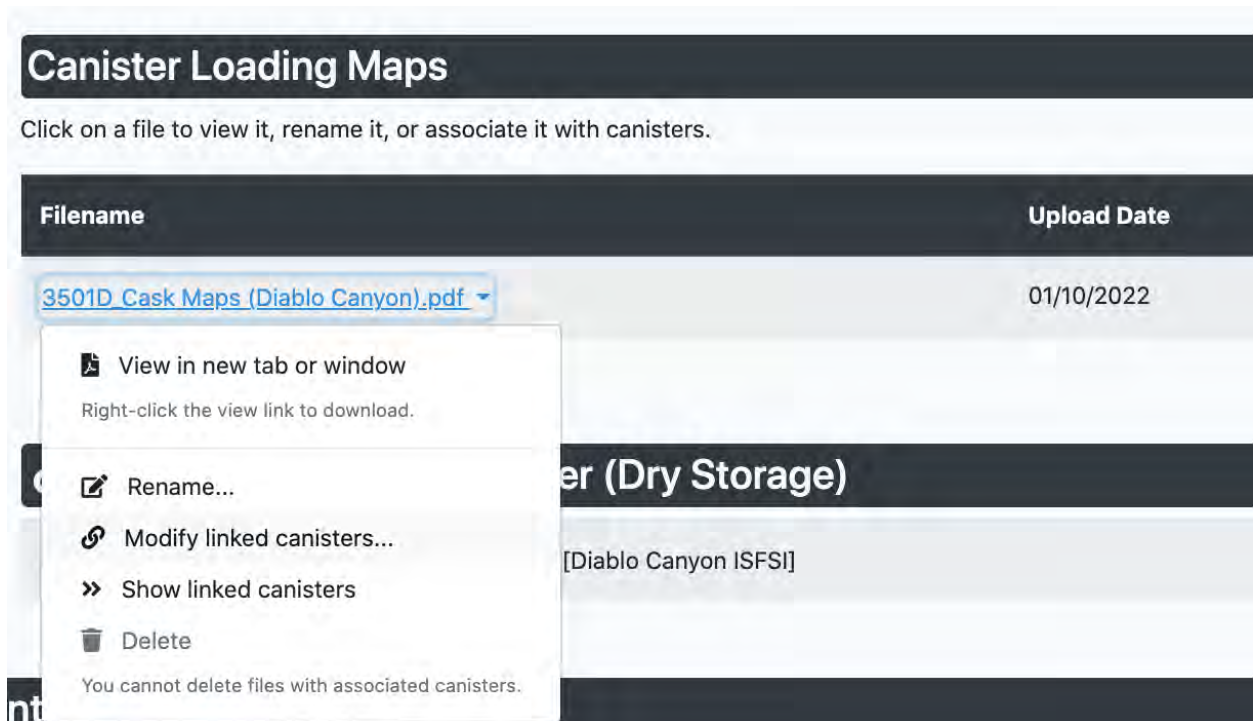 Canister Loading Maps
Click on a file to view it, rename it, or associate it with canisters.
Filename Upload Date
3501D_Cask Maps (Diablo Canyon).pdf 01/10/2022
View in new tab or window
Right-click the view link to download.
er (Dry Storage)
Rename...
Modify linked canisters...
[Diablo Canyon ISFSI]
Show linked canisters
Delete
You cannot delete files with associated canisters.
nt